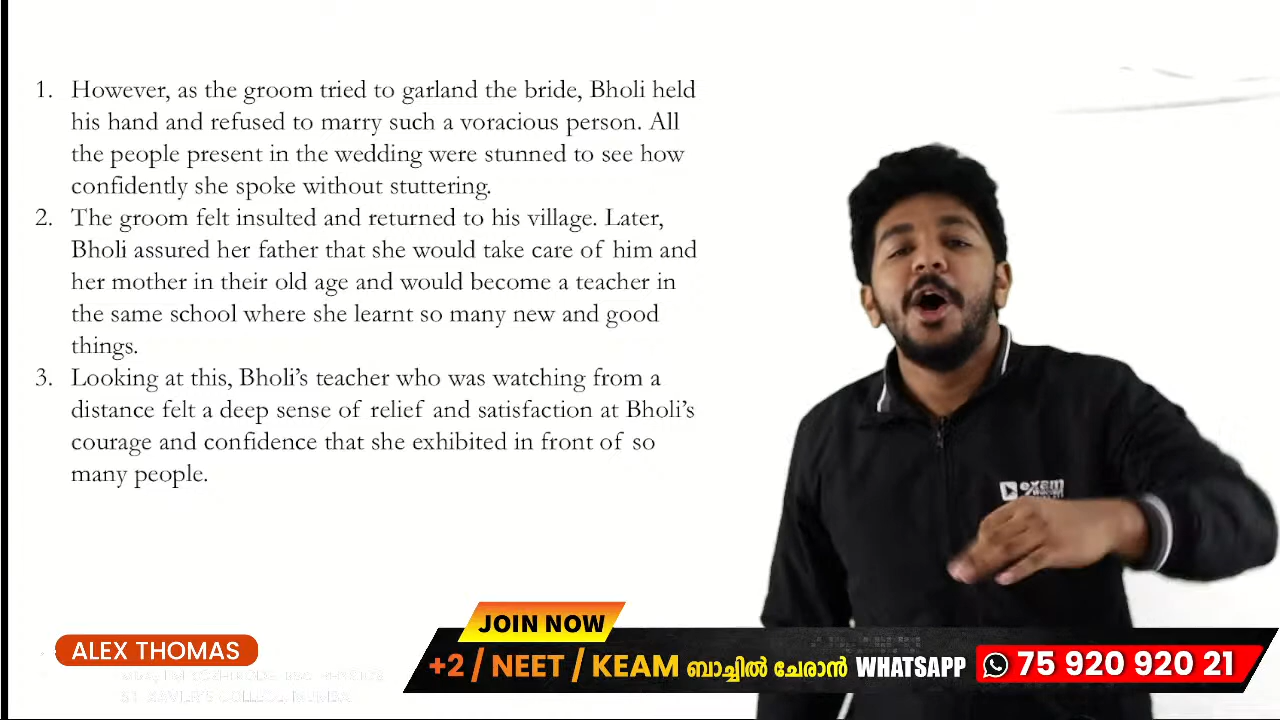 1. However, as the groom tried to garland the bride, Bholi held
his hand and refused to marry such a voracious person. All
the people present in the wedding were stunned to see how
confidently she spoke without stuttering.
2. The groom felt insulted and returned to his village. Later,
Bholi assured her father that she would take care of him and
her mother in their old age and would become a teacher in
the same school where she learnt so many new and good
things.
3. Looking at this, Bholi's teacher who was watching from a
distance felt a deep sense of relief and satisfaction at Bholi's
courage and confidence that she exhibited in front of so
many people.
exam
JOIN NOW
ALEX THOMAS
+2 / NEET / KEAM ബാച്ചിൽ ചേരാൻ WHATSAPP 75 920 920 21